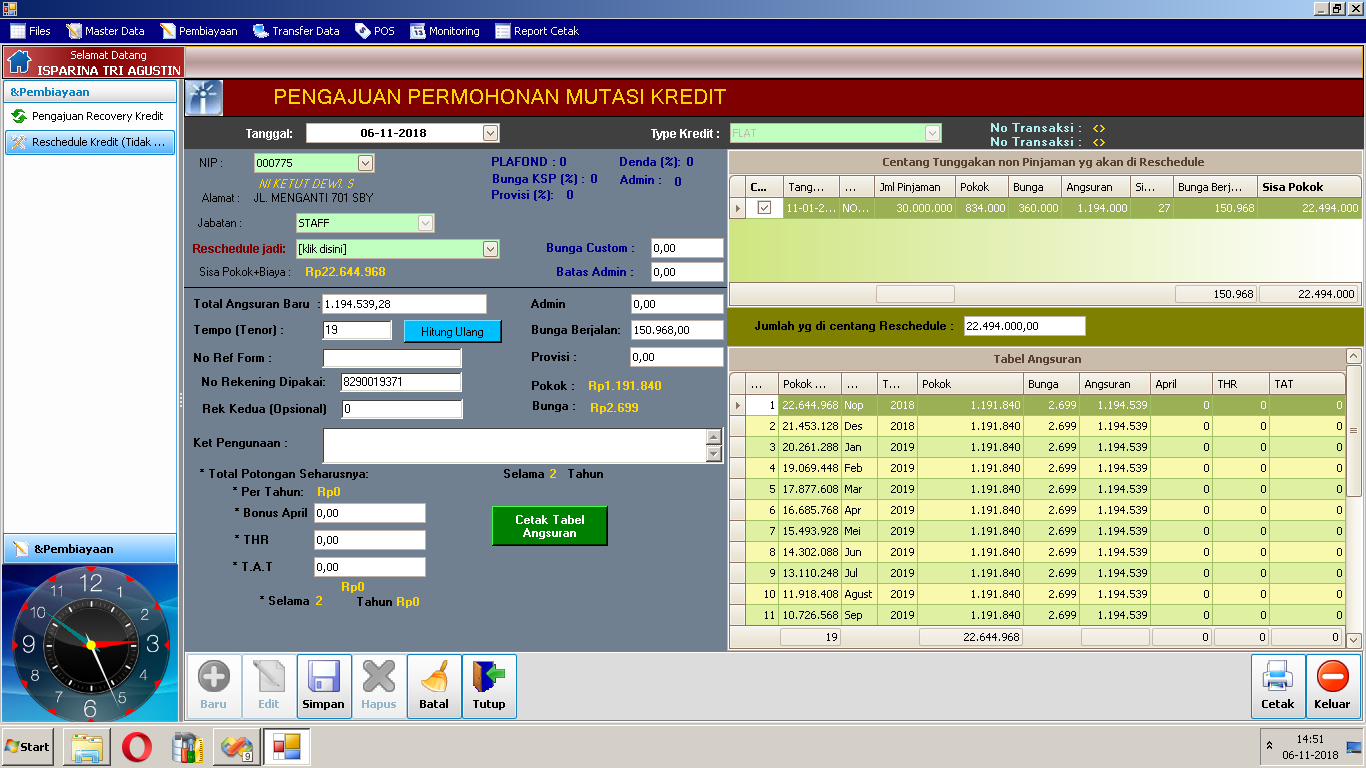 Files Master Data Pembiayaan Transfer Data POS Monitoring Report Cetak
Selamat Datang
ISPARINA TRI AGUSTIN
&Pembiayaan
Pengajuan Recovery Kredit
Reschedule Kredit (Tidak ...
&Pembiayaan
12 1 2 3 4 5 6 7 8 9 10 11
PENGAJUAN PERMOHONAN MUTASI KREDIT
Tanggal: 06-11-2018 Type Kredit : FLAT
No Transaksi : <>
No Transaksi : <>
NIP : 000775
NI KETUT DEWI. S
Alamat : JL. MENGANTI 701 SBY
PLAFOND : 0 Denda (%): 0
Bunga KSP (%) : 0 Admin : 0
Provisi (%): 0
Jabatan : STAFF
Reschedule jadi: [klik disini] Bunga Custom : 0,00
Sisa Pokok+Biaya : Rp22.644.968 Batas Admin : 0,00
Total Angsuran Baru : 1.194.539,28 Admin 0,00
Tempo (Tenor) : 19 Hitung Ulang Bunga Berjalan: 150.968,00
No Ref Form : Provisi : 0,00
No Rekening Dipakai: 8290019371 Pokok : Rp1.191.840
Rek Kedua (Opsional) 0 Bunga : Rp2.699
Ket Pengunaan :
* Total Potongan Seharusnya: Selama 2 Tahun
* Per Tahun: Rp0
* Bonus April 0,00
Cetak Tabel
Angsuran
* THR 0,00
* T.A.T 0,00
Rp0
* Selama 2 Tahun Rp0
Centang Tunggakan non Pinjaman yg akan di Reschedule
C... Tang... ... Jml Pinjaman Pokok Bunga Angsuran Si... Bunga Berj... Sisa Pokok
11-01-2... NO... 30.000.000 834.000 360.000 1.194.000 27 150.968 22.494.000
150.968 22.494.000
Jumlah yg di centang Reschedule : 22.494.000,00
Tabel Angsuran
... Pokok ... ... T... Pokok Bunga Angsuran April THR TAT
1 22.644.968 Nop 2018 1.191.840 2.699 1.194.539 0 0 0
2 21.453.128 Des 2018 1.191.840 2.699 1.194.539 0 0 0
3 20.261.288 Jan 2019 1.191.840 2.699 1.194.539 0 0 0
4 19.069.448 Feb 2019 1.191.840 2.699 1.194.539 0 0 0
5 17.877.608 Mar 2019 1.191.840 2.699 1.194.539 0 0 0
6 16.685.768 Apr 2019 1.191.840 2.699 1.194.539 0 0 0
7 15.493.928 Mei 2019 1.191.840 2.699 1.194.539 0 0 0
8 14.302.088 Jun 2019 1.191.840 2.699 1.194.539 0 0 0
9 13.110.248 Jul 2019 1.191.840 2.699 1.194.539 0 0 0
10 11.918.408 Agust 2019 1.191.840 2.699 1.194.539 0 0 0
11 10.726.568 Sep 2019 1.191.840 2.699 1.194.539 0 0 0
19 22.644.968 0 0 0
Baru Edit Simpan Hapus Batal Tutup Cetak Keluar
Start 9 14:51
06-11-2018